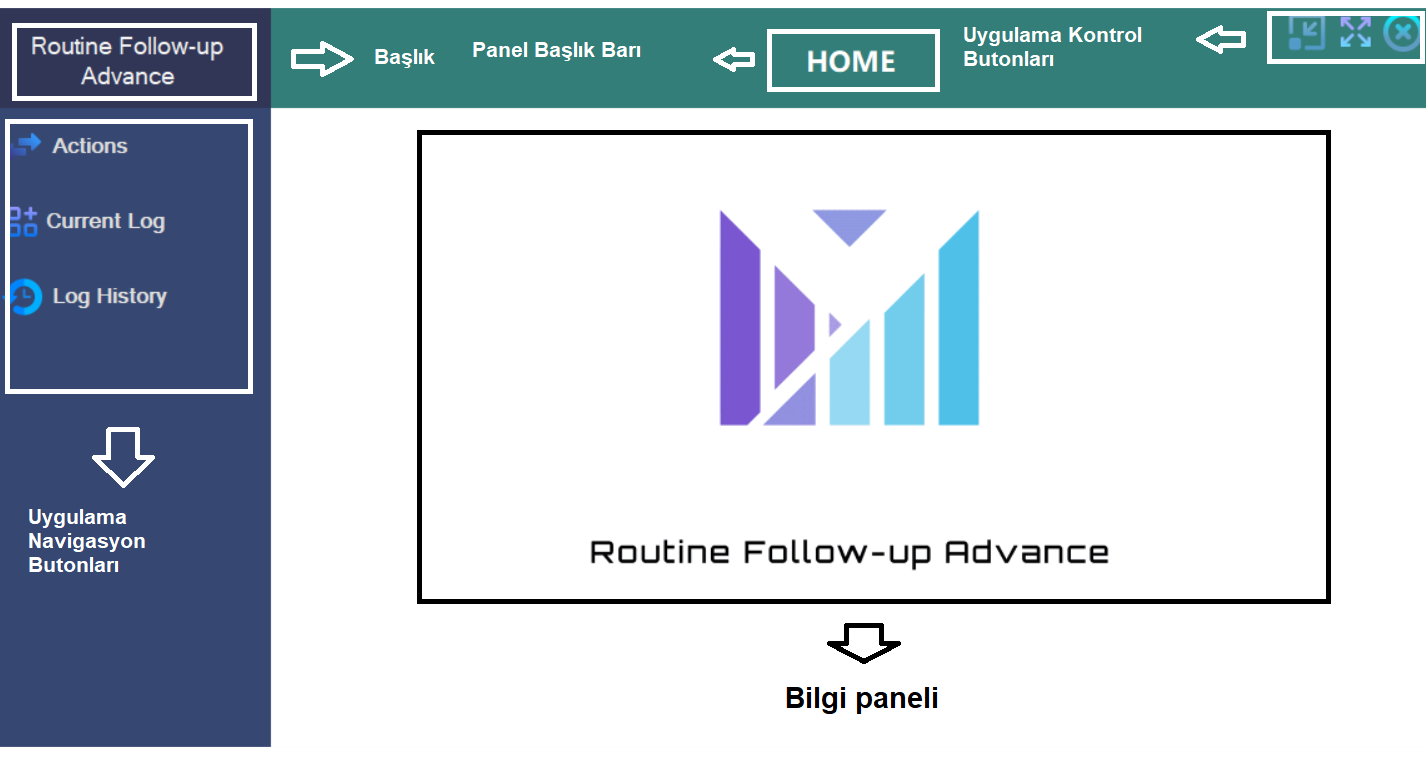 Routine Follow-up
Advance
Başlık
Panel Başlık Barı
HOME
Uygulama Kontrol
Butonları
Actions
Current Log
Log History
Uygulama
Navigasyon
Butonları
Routine Follow-up Advance
Bilgi paneli